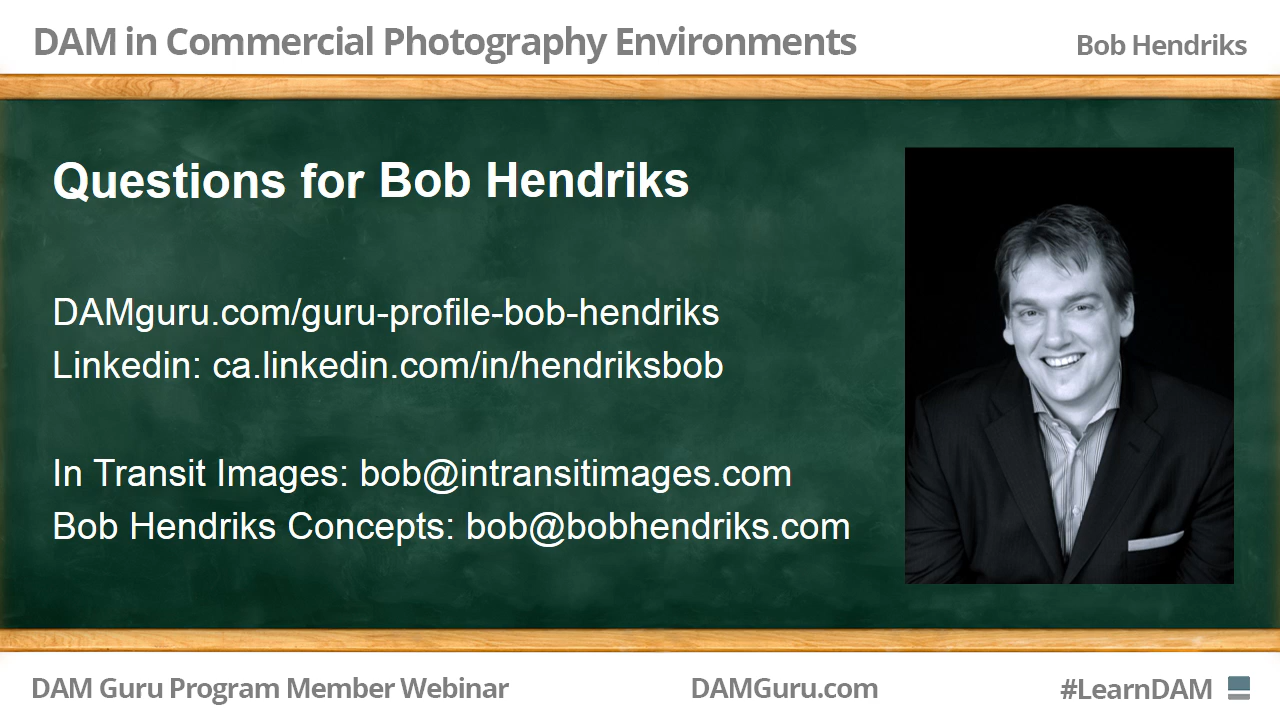 DAM in Commercial Photography Environments
Bob Hendriks
Questions for Bob Hendriks
DAMguru.com/guru-profile-bob-hendriks
Linkedin: ca.linkedin.com/in/hendriksbob
In Transit Images: bob@intransitimages.com
Bob Hendriks Concepts: bob@bobhendriks.com
DAM Guru Program Member Webinar
DAMGuru.com
#LearnDAM